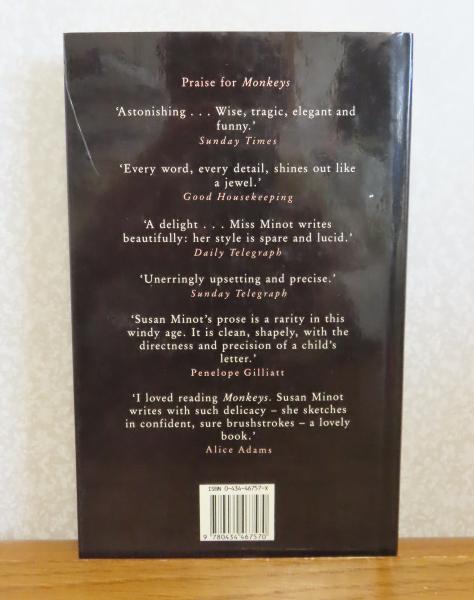 Praise for Monkeys
‘Astonishing . . . Wise, tragic, elegant and
funny.’
Sunday Times
‘Every word, every detail, shines out like
a jewel.’
Good Housekeeping
‘A delight . . . Miss Minot writes
beautifully: her style is spare and lucid.’
Daily Telegraph
‘Unerringly upsetting and precise.’
Sunday Telegraph
‘Susan Minot’s prose is a rarity in this
windy age. It is clean, shapely, with the
directness and precision of a child’s
letter.’
Penelope Gilliatt
‘I loved reading Monkeys. Susan Minot
writes with such delicacy – she sketches
in confident, sure brushstrokes – a lovely
book.’
Alice Adams
ISBN 0-434-46757-X
9 780434 467570